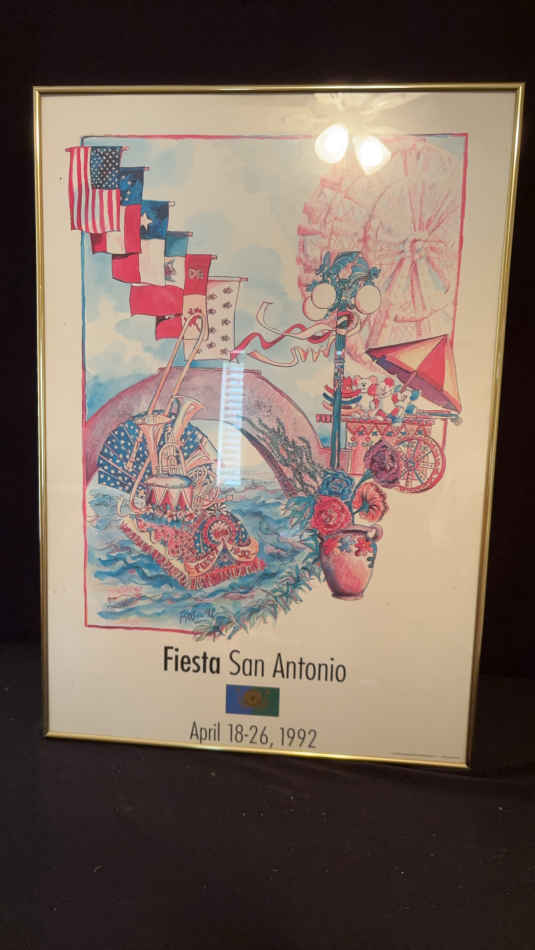 Fiesta San Antonio
April 18-26, 1992